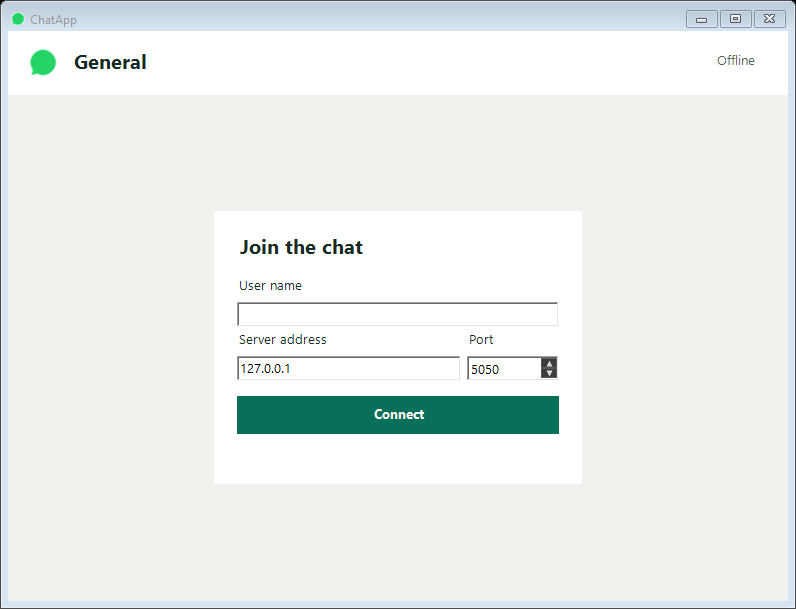 ChatApp
General
Offline
Join the chat
User name
Server address Port
127.0.0.1 5050
Connect